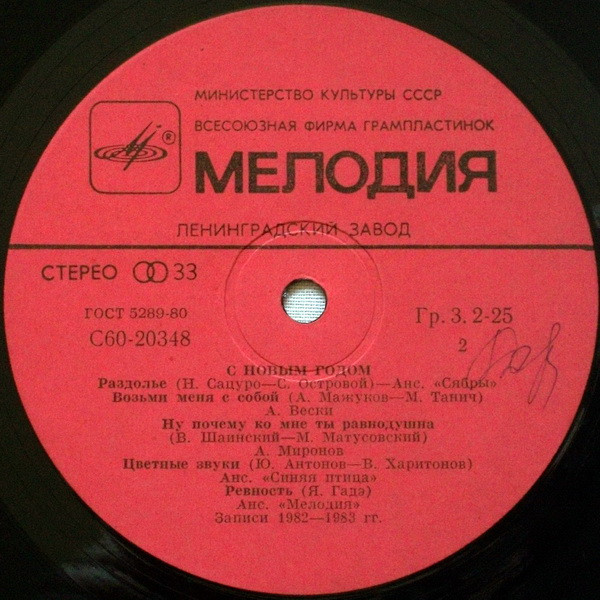 МИНИСТЕРСТВО КУЛЬТУРЫ СССР
ВСЕСОЮЗНАЯ ФИРМА ГРАМПЛАСТИНОК
®
МЕЛОДИЯ
ЛЕНИНГРАДСКИЙ ЗАВОД
СТЕРЕО 33
ГОСТ 5289-80
Гр. 3. 2-25
С60-20348
2
С НОВЫМ ГОДОМ
Раздолье (Н. Сацуро—С. Островой)—Анс. «Сябры»
Возьми меня с собой (А. Мажуков—М. Танич)
А. Вески
Ну почему ко мне ты равнодушна
(В. Шаинский—М. Матусовский)
А. Миронов
Цветные звуки (Ю. Антонов—В. Харитонов)
Анс. «Синяя птица»
Ревность (Я. Гадэ)
Анс. «Мелодия»
Записи 1982—1983 гг.